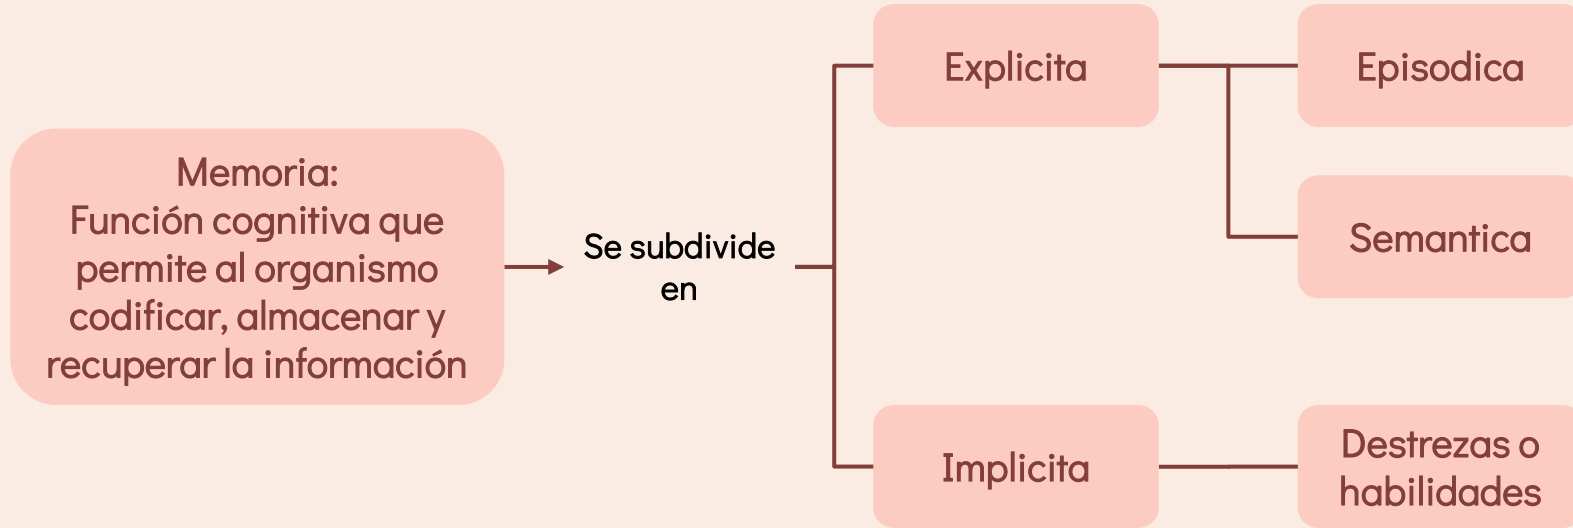 Memoria:
Función cognitiva que
permite al organismo
codificar, almacenar y
recuperar la información
Se subdivide
en
Explicita
Episodica
Semantica
Implicita
Destrezas o
habilidades